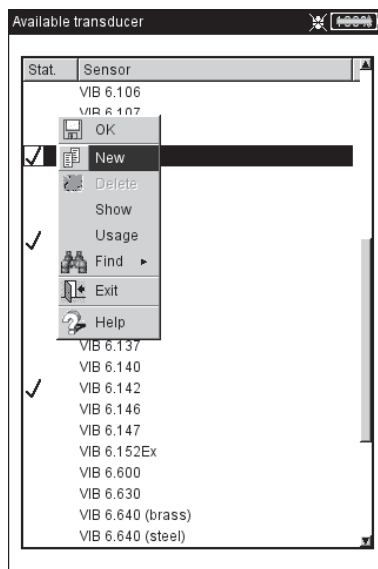 Available transducer
100%
Stat. Sensor
VIB 6.106
VIB 6.107
OK
New
Delete
Show
Usage
Find
Exit
Help
VIB 6.137
VIB 6.140
VIB 6.142
VIB 6.146
VIB 6.147
VIB 6.152Ex
VIB 6.600
VIB 6.630
VIB 6.640 (brass)
VIB 6.640 (steel)